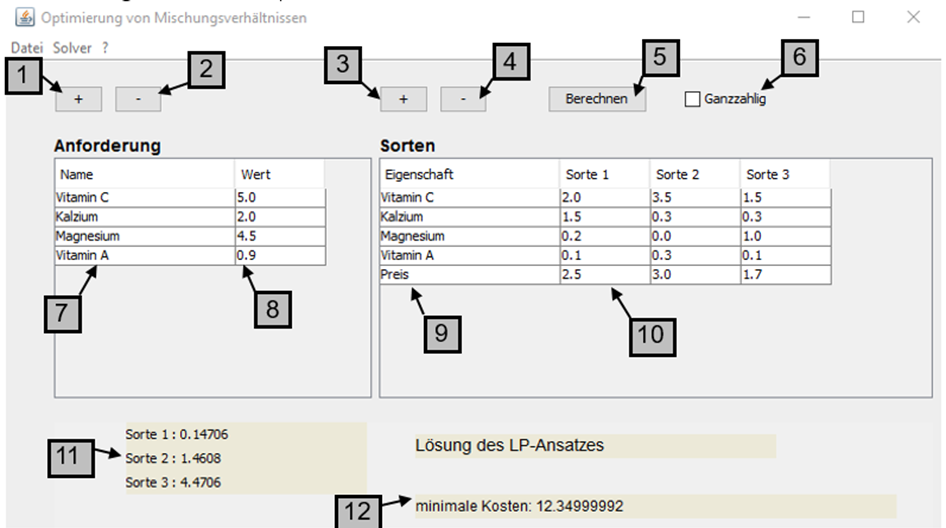 Optimierung von Mischungsverhältnissen
Datei Solver ?
1 2 3 4 5 6
+ - + - Berechnen Ganzzahlig
Anforderung Sorten
Name Wert Eigenschaft Sorte 1 Sorte 2 Sorte 3
Vitamin C 5.0 Vitamin C 2.0 3.5 1.5
Kalzium 2.0 Kalzium 1.5 0.3 0.3
Magnesium 4.5 Magnesium 0.2 0.0 1.0
Vitamin A 0.9 Vitamin A 0.1 0.3 0.1
Preis 2.5 3.0 1.7
7 8 9 10
Sorte 1 : 0.14706
11 Sorte 2 : 1.4608 Lösung des LP-Ansatzes
Sorte 3 : 4.4706
12 minimale Kosten: 12.34999992